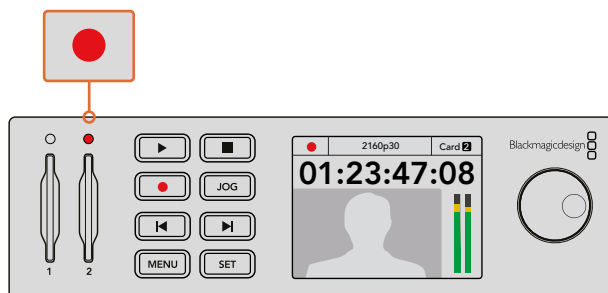 2160p30 Card 2
01:23:47:08
Blackmagicdesign
JOG
MENU SET
1 2